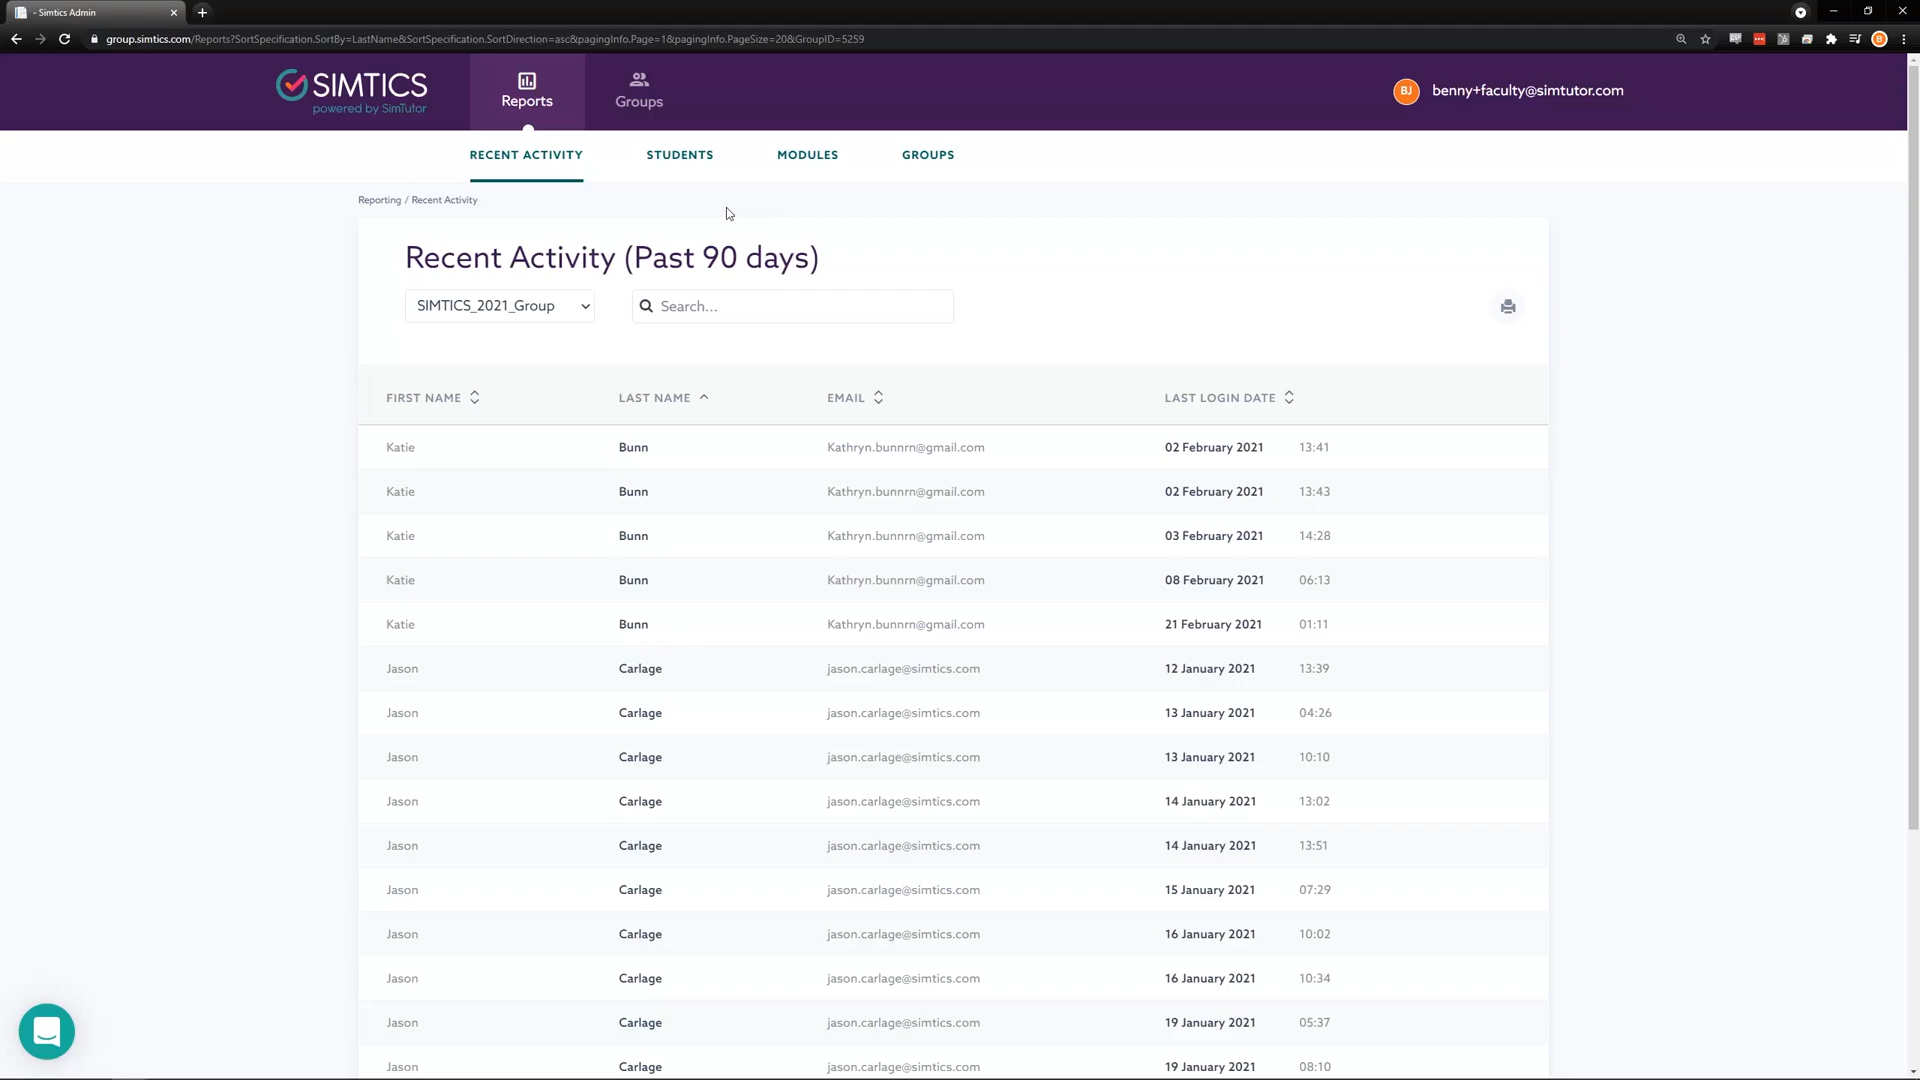 - Simtics Admin
group.simtics.com/Reports?SortSpecification.SortBy=LastName&SortSpecification.SortDirection=asc&pagingInfo.Page=1&pagingInfo.PageSize=20&GroupID=5259
SIMTICS
powered by SimTutor
Reports
Groups
BJ
benny+faculty@simtutor.com
RECENT ACTIVITY STUDENTS MODULES GROUPS
Reporting / Recent Activity
Recent Activity (Past 90 days)
SIMTICS_2021_Group
Search...
FIRST NAME LAST NAME EMAIL LAST LOGIN DATE
Katie Bunn Kathryn.bunnrn@gmail.com 02 February 2021 13:41
Katie Bunn Kathryn.bunnrn@gmail.com 02 February 2021 13:43
Katie Bunn Kathryn.bunnrn@gmail.com 03 February 2021 14:28
Katie Bunn Kathryn.bunnrn@gmail.com 08 February 2021 06:13
Katie Bunn Kathryn.bunnrn@gmail.com 21 February 2021 01:11
Jason Carlage jason.carlage@simtics.com 12 January 2021 13:39
Jason Carlage jason.carlage@simtics.com 13 January 2021 04:26
Jason Carlage jason.carlage@simtics.com 13 January 2021 10:10
Jason Carlage jason.carlage@simtics.com 14 January 2021 13:02
Jason Carlage jason.carlage@simtics.com 14 January 2021 13:51
Jason Carlage jason.carlage@simtics.com 15 January 2021 07:29
Jason Carlage jason.carlage@simtics.com 16 January 2021 10:02
Jason Carlage jason.carlage@simtics.com 16 January 2021 10:34
Jason Carlage jason.carlage@simtics.com 19 January 2021 05:37
Jason Carlage jason.carlage@simtics.com 19 January 2021 08:10